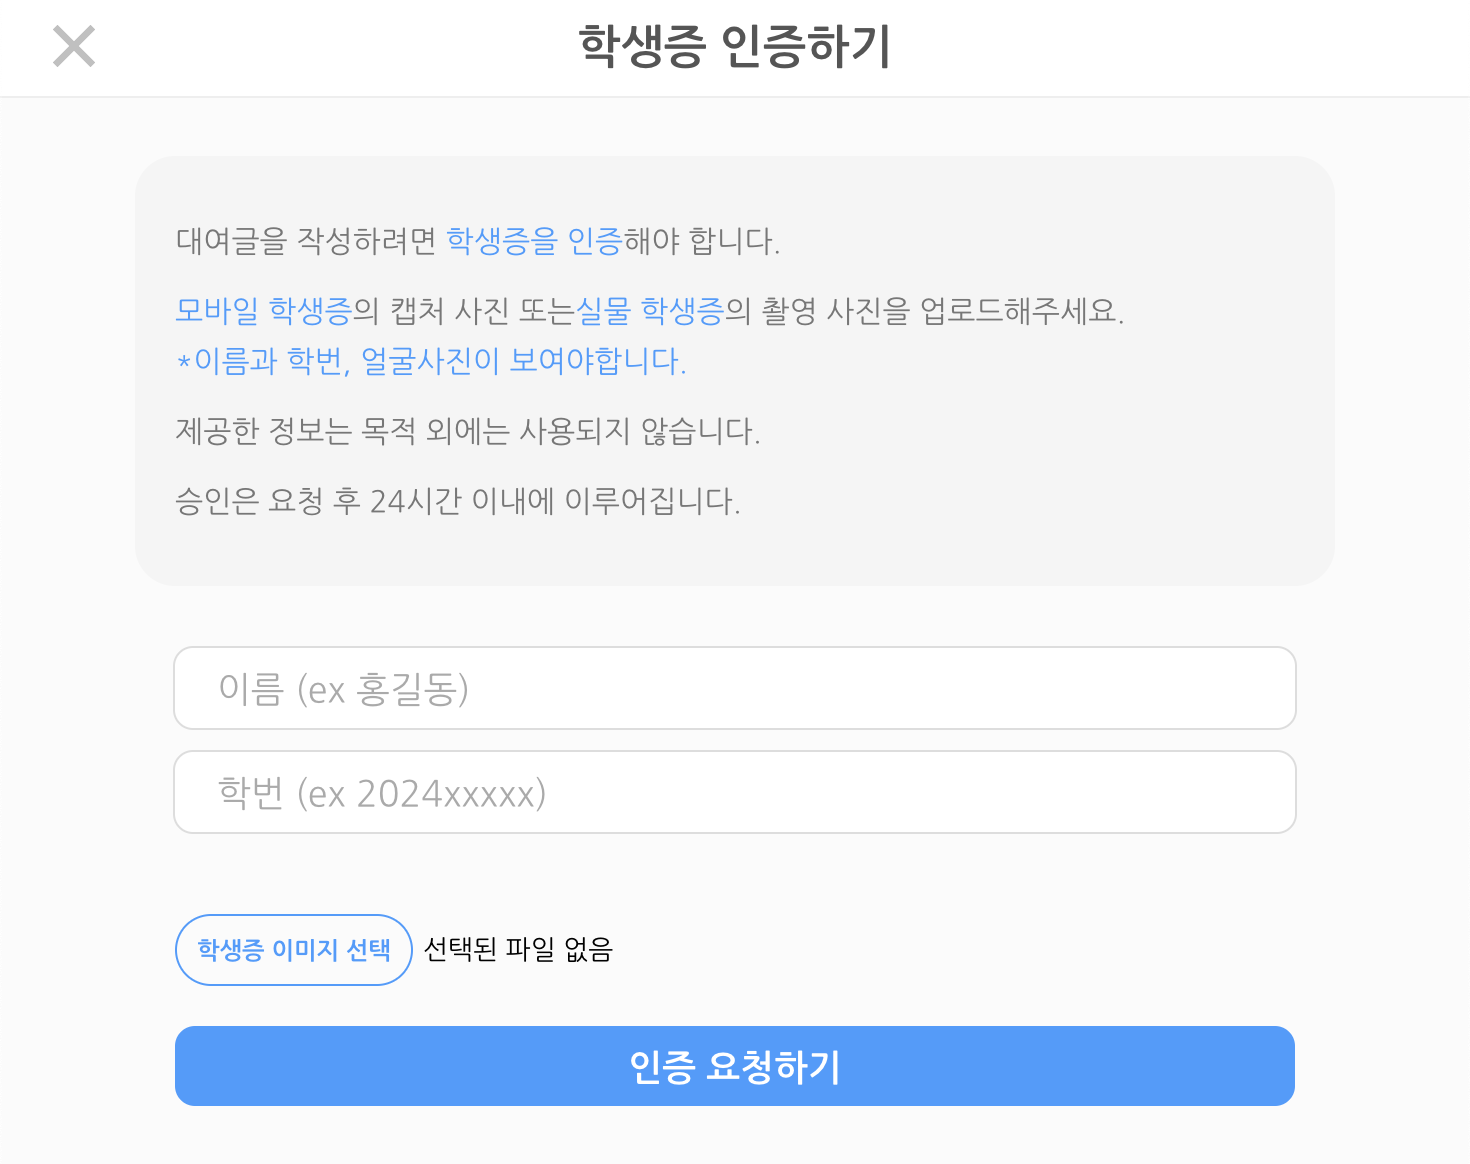 학생증 인증하기
대여글을 작성하려면 학생증을 인증해야 합니다.
모바일 학생증의 캡처 사진 또는실물 학생증의 촬영 사진을 업로드해주세요.
*이름과 학번, 얼굴사진이 보여야합니다.
제공한 정보는 목적 외에는 사용되지 않습니다.
승인은 요청 후 24시간 이내에 이루어집니다.
이름 (ex 홍길동)
학번 (ex 2024xxxxx)
학생증 이미지 선택 선택된 파일 없음
인증 요청하기